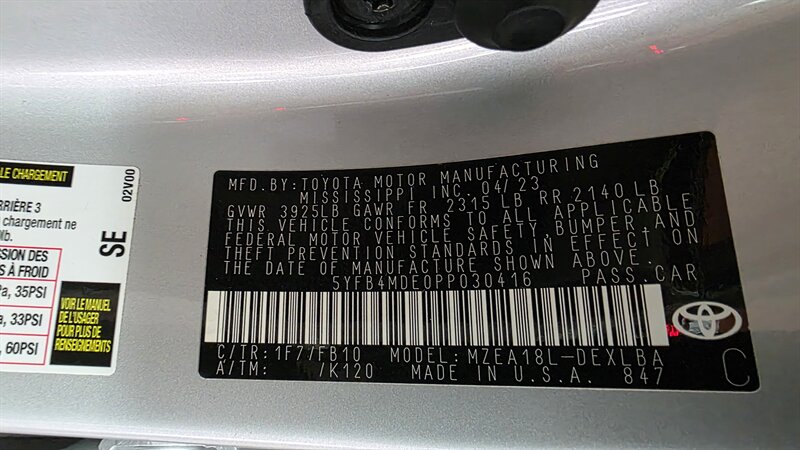 LE CHARGEMENT
RRIÈRE 3
chargement ne
lb.
SSION DES
S À FROID
Pa, 35PSI
a, 33PSI
, 60PSI
02V00
SE
VOIR LE MANUEL
DE L'USAGER
POUR PLUS DE
RENSEIGNEMENTS
MFD.BY:TOYOTA MOTOR MANUFACTURING
MISSISSIPPI INC.04/23
GVWR 3925LB GAWR FR 2315LB RR 2140LB
THIS VEHICLE CONFORMS TO ALL APPLICABLE
FEDERAL MOTOR VEHICLE SAFETY,BUMPER,AND
THEFT PREVENTION STANDARDS IN EFFECT ON
THE DATE OF MANUFACTURE SHOWN ABOVE.
5YFB4MDE0PP030416 PASS.CAR
C/TR:1F7/FB10 MODEL:MZEA18L-DEXLBA
A/TM: /K120 MADE IN U.S.A. 847
C